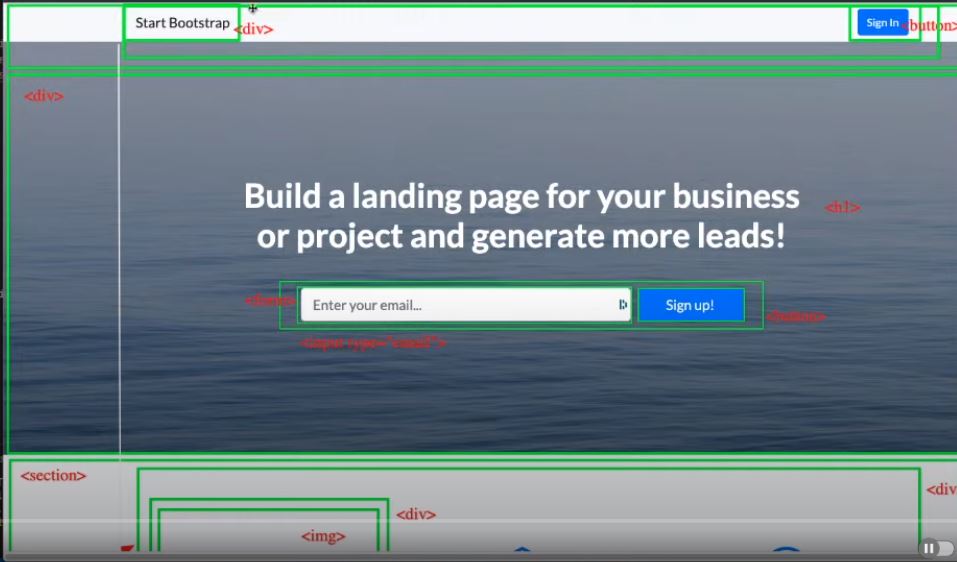 Start Bootstrap
<div>
Sign In
<button>
<div>
Build a landing page for your business
<h1>
or project and generate more leads!
<form>
Enter your email...
Sign up!
<button>
<input type="email">
<section>
<div
<div>
<img>